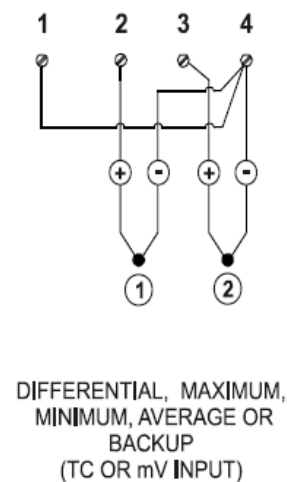 1 2 3 4
+ - + -
1 2
DIFFERENTIAL, MAXIMUM,
MINIMUM, AVERAGE OR
BACKUP
(TC OR mV INPUT)